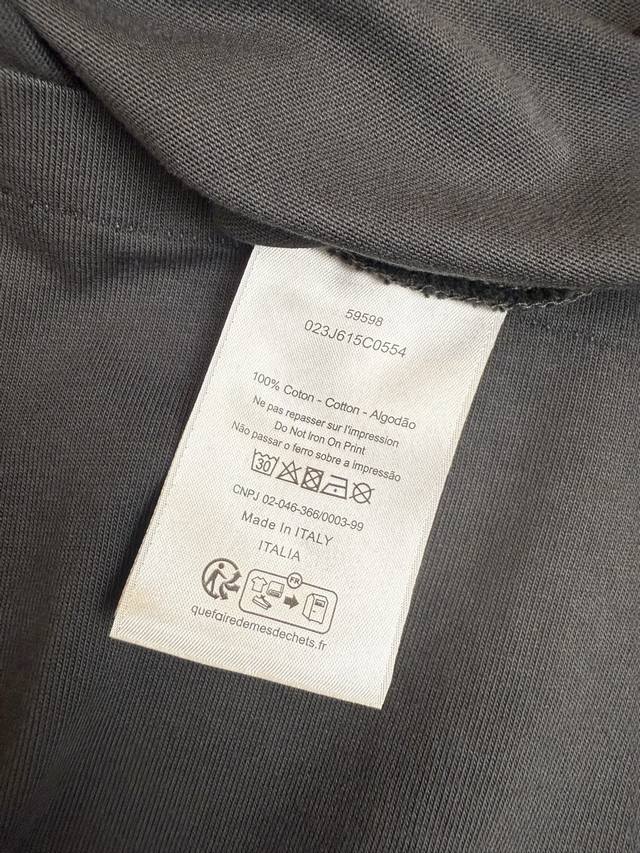 59598
023J615C0554
100% Coton - Cotton - Algodão
Ne pas repasser sur l'impression
Do Not Iron On Print
Não passar o ferro sobre a impressão
30
CNPJ 02-046-366/0003-99
Made In ITALY
ITALIA
FR
quefairedemesdechets.fr